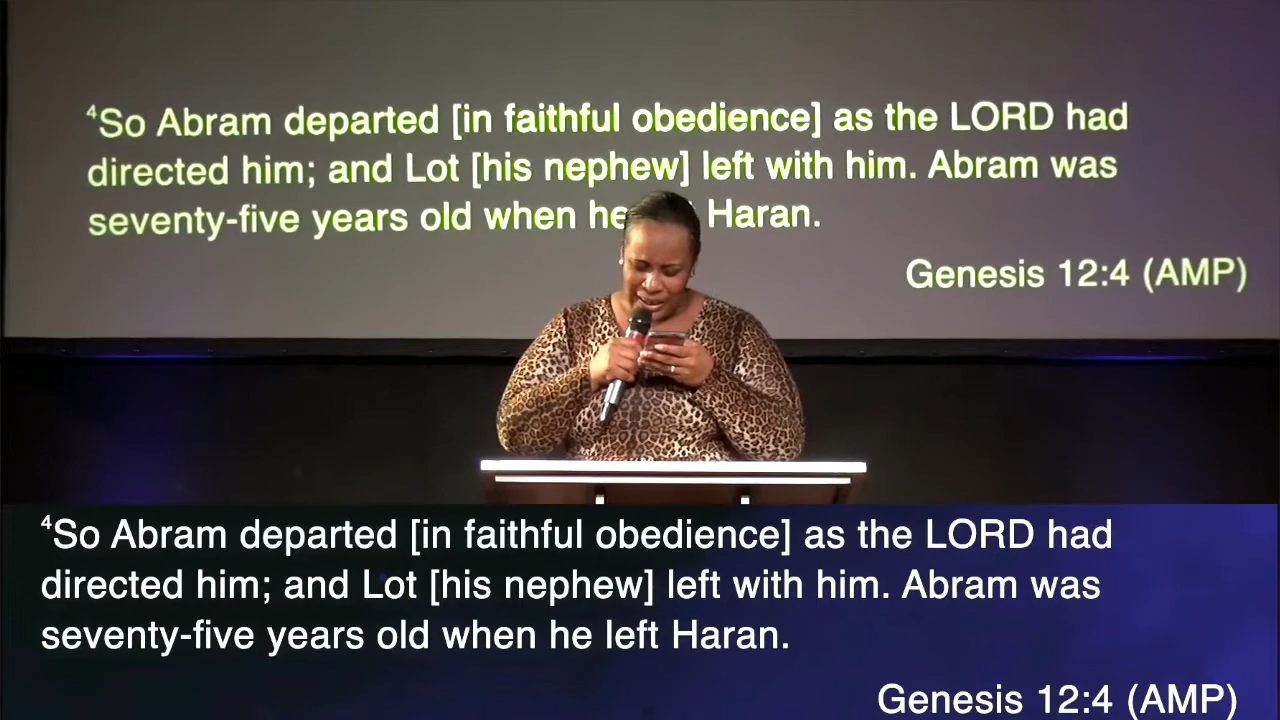 ⁴So Abram departed [in faithful obedience] as the LORD had
directed him; and Lot [his nephew] left with him. Abram was
seventy-five years old when he Haran.
Genesis 12:4 (AMP)
⁴So Abram departed [in faithful obedience] as the LORD had
directed him; and Lot [his nephew] left with him. Abram was
seventy-five years old when he left Haran.
Genesis 12:4 (AMP)